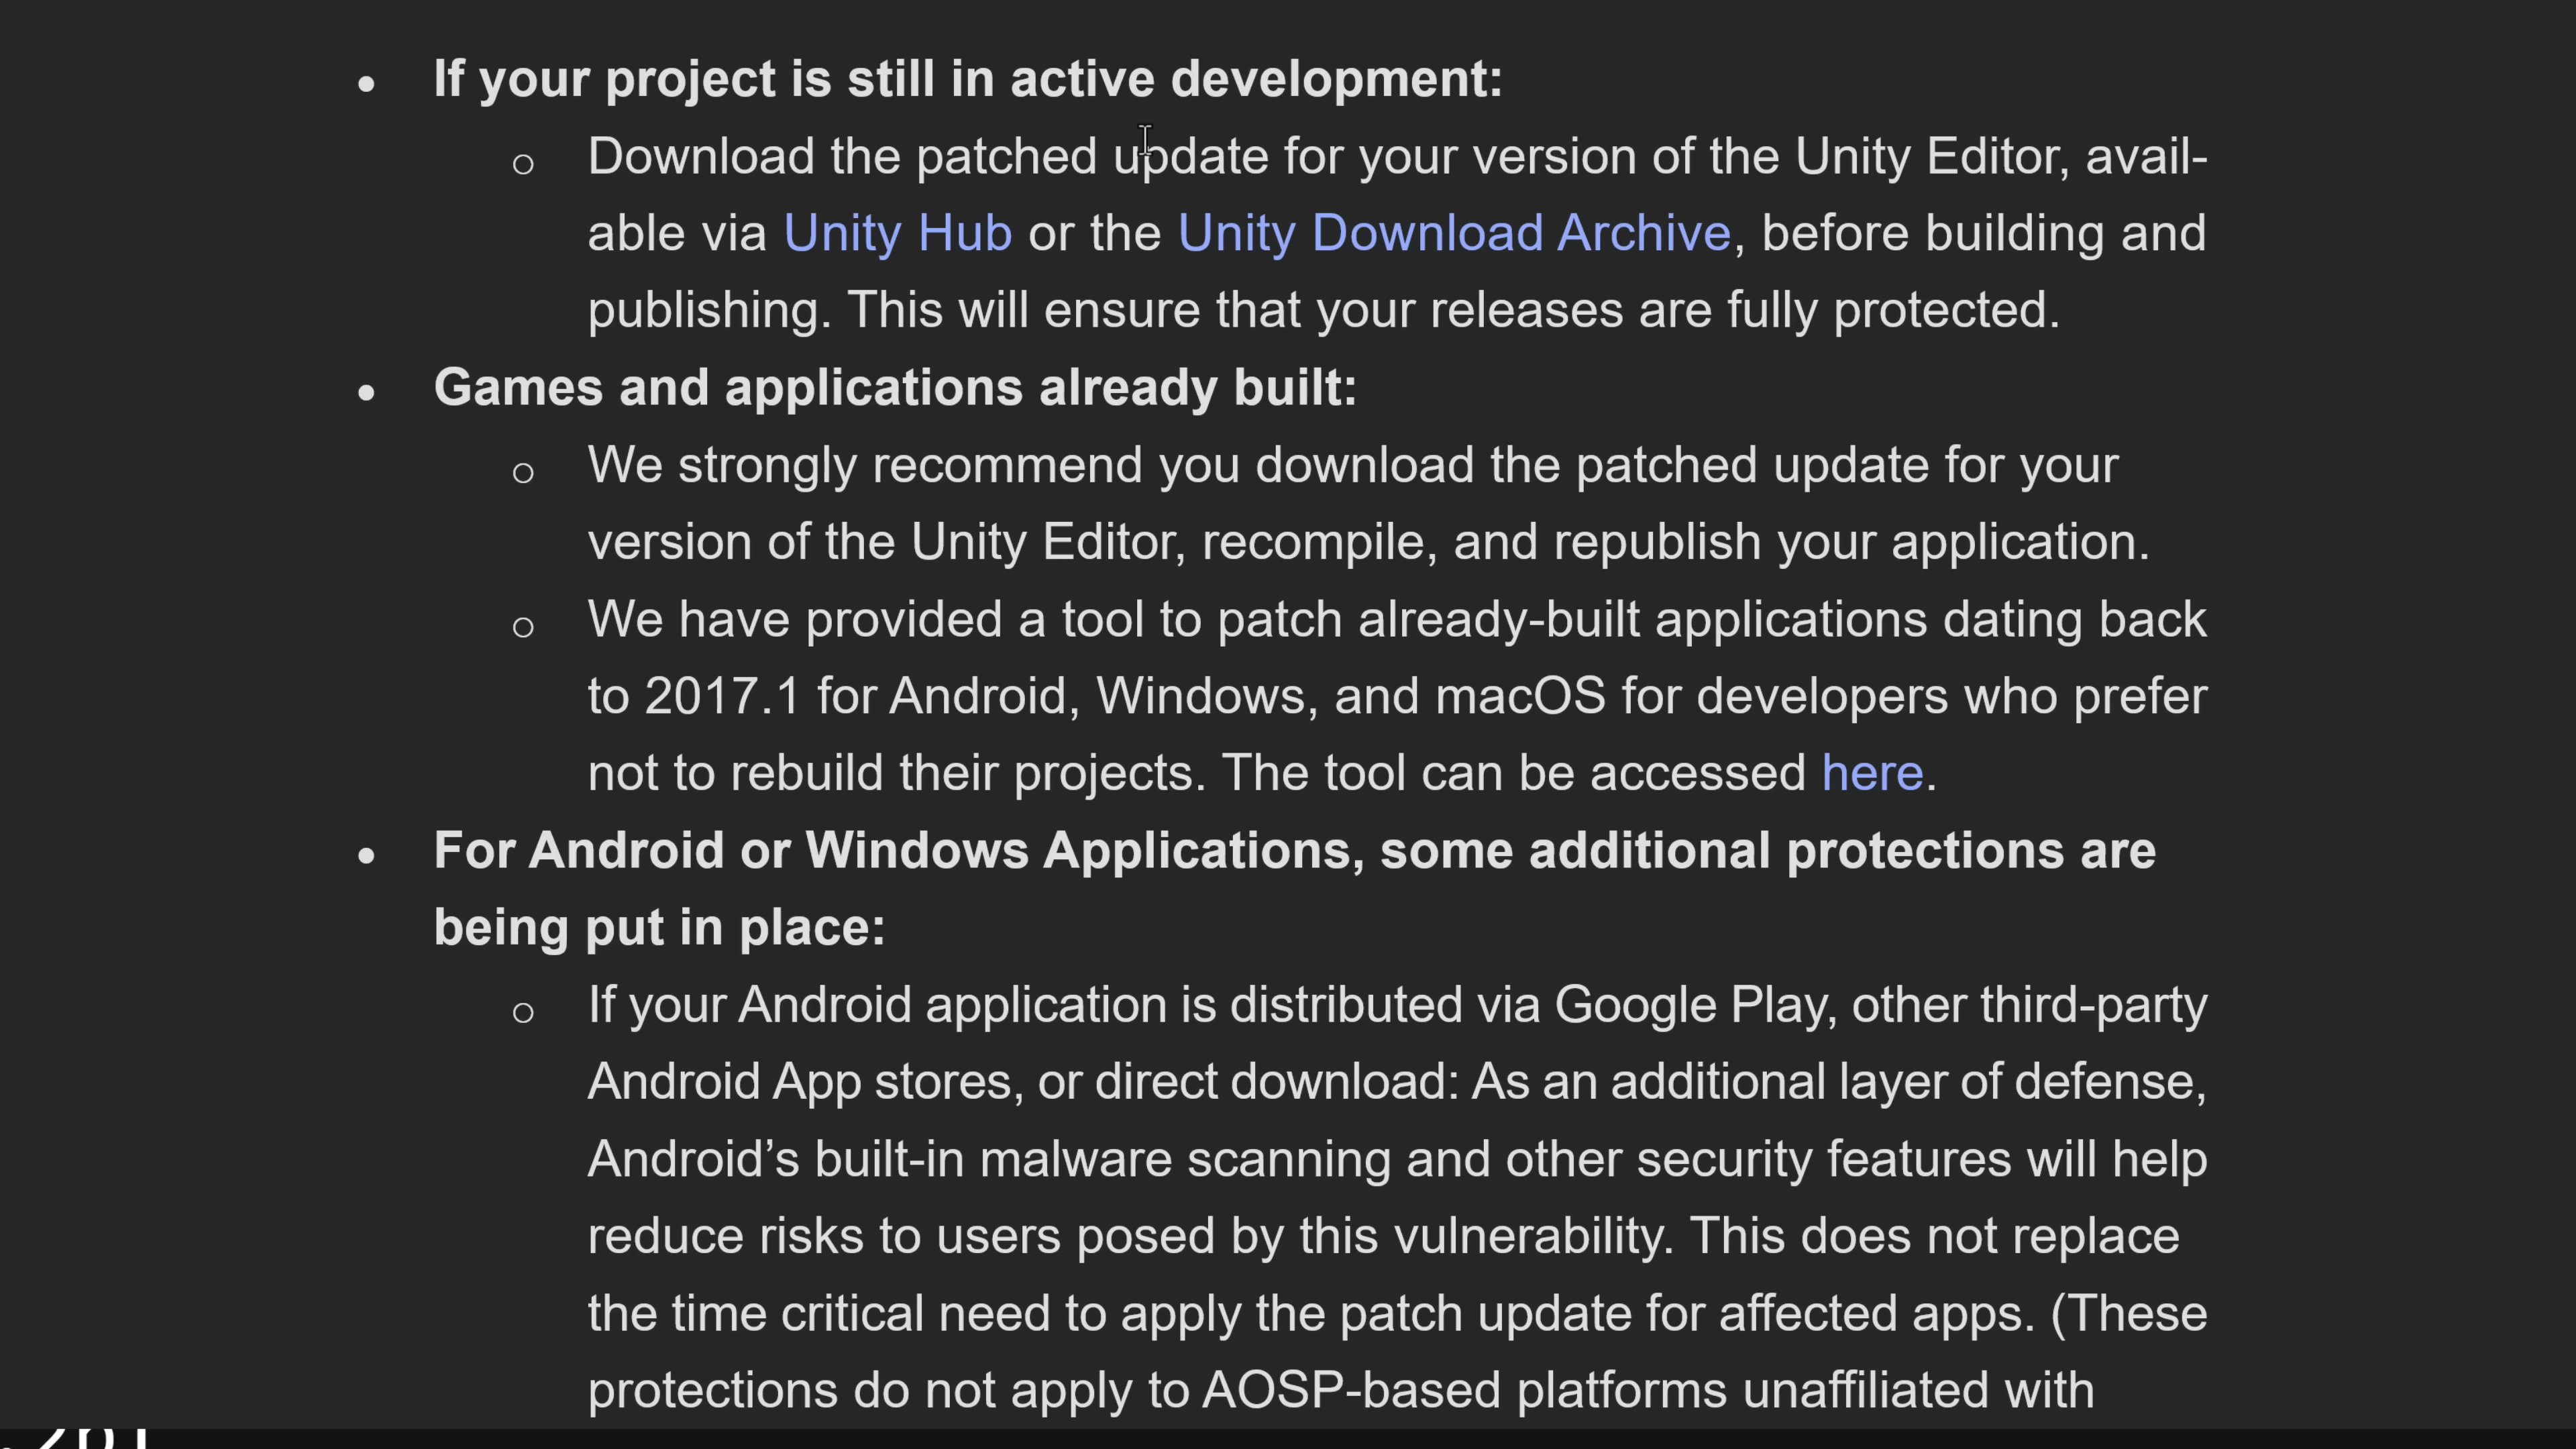 If your project is still in active development:
Download the patched update for your version of the Unity Editor, avail-
able via Unity Hub or the Unity Download Archive, before building and
publishing. This will ensure that your releases are fully protected.
Games and applications already built:
We strongly recommend you download the patched update for your
version of the Unity Editor, recompile, and republish your application.
We have provided a tool to patch already-built applications dating back
to 2017.1 for Android, Windows, and macOS for developers who prefer
not to rebuild their projects. The tool can be accessed here.
For Android or Windows Applications, some additional protections are
being put in place:
If your Android application is distributed via Google Play, other third-party
Android App stores, or direct download: As an additional layer of defense,
Android’s built-in malware scanning and other security features will help
reduce risks to users posed by this vulnerability. This does not replace
the time critical need to apply the patch update for affected apps. (These
protections do not apply to AOSP-based platforms unaffiliated with